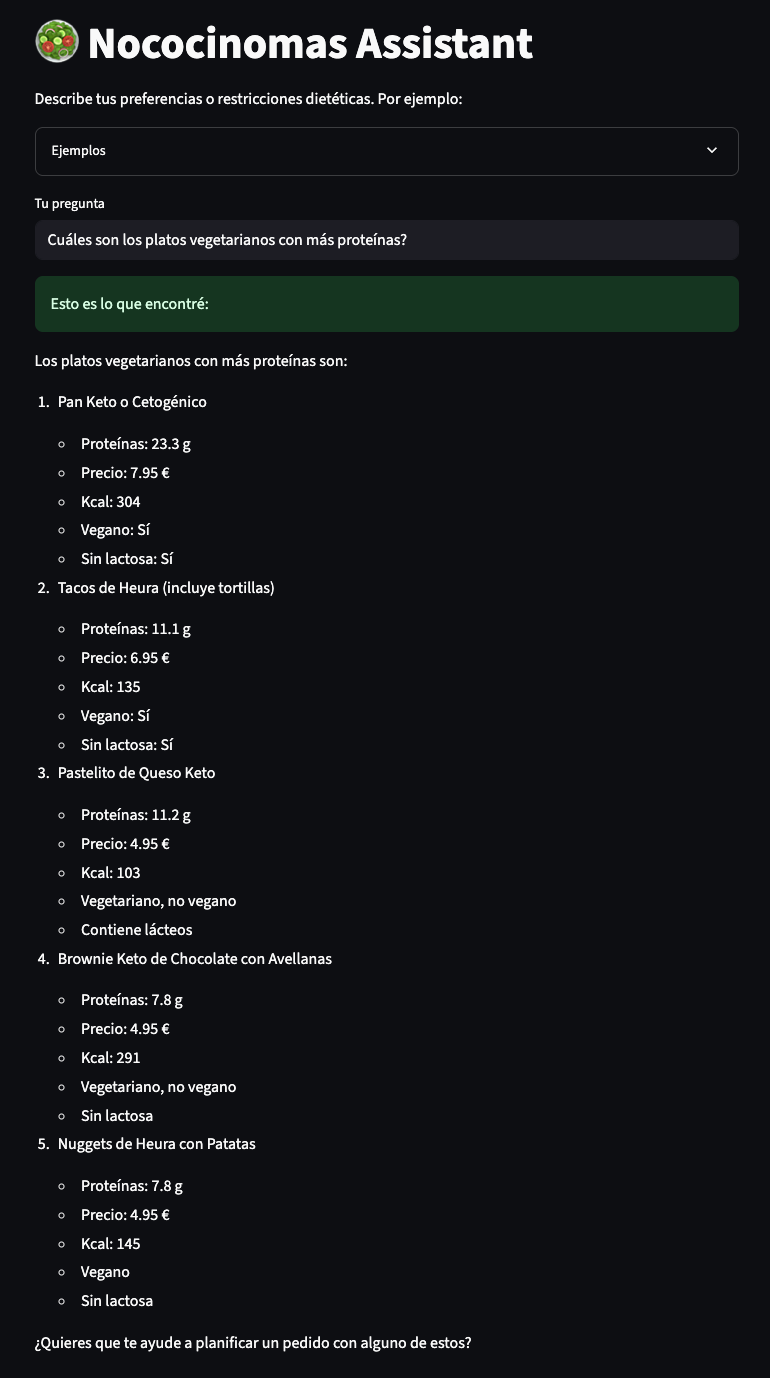 Nococinomas Assistant
Describe tus preferencias o restricciones dietéticas. Por ejemplo:
Ejemplos
Tu pregunta
Cuáles son los platos vegetarianos con más proteínas?
Esto es lo que encontré:
Los platos vegetarianos con más proteínas son:
1. Pan Keto o Cetogénico
Proteínas: 23.3 g
Precio: 7.95 €
Kcal: 304
Vegano: Sí
Sin lactosa: Sí
2. Tacos de Heura (incluye tortillas)
Proteínas: 11.1 g
Precio: 6.95 €
Kcal: 135
Vegano: Sí
Sin lactosa: Sí
3. Pastelito de Queso Keto
Proteínas: 11.2 g
Precio: 4.95 €
Kcal: 103
Vegetariano, no vegano
Contiene lácteos
4. Brownie Keto de Chocolate con Avellanas
Proteínas: 7.8 g
Precio: 4.95 €
Kcal: 291
Vegetariano, no vegano
Sin lactosa
5. Nuggets de Heura con Patatas
Proteínas: 7.8 g
Precio: 4.95 €
Kcal: 145
Vegano
Sin lactosa
¿Quieres que te ayude a planificar un pedido con alguno de estos?